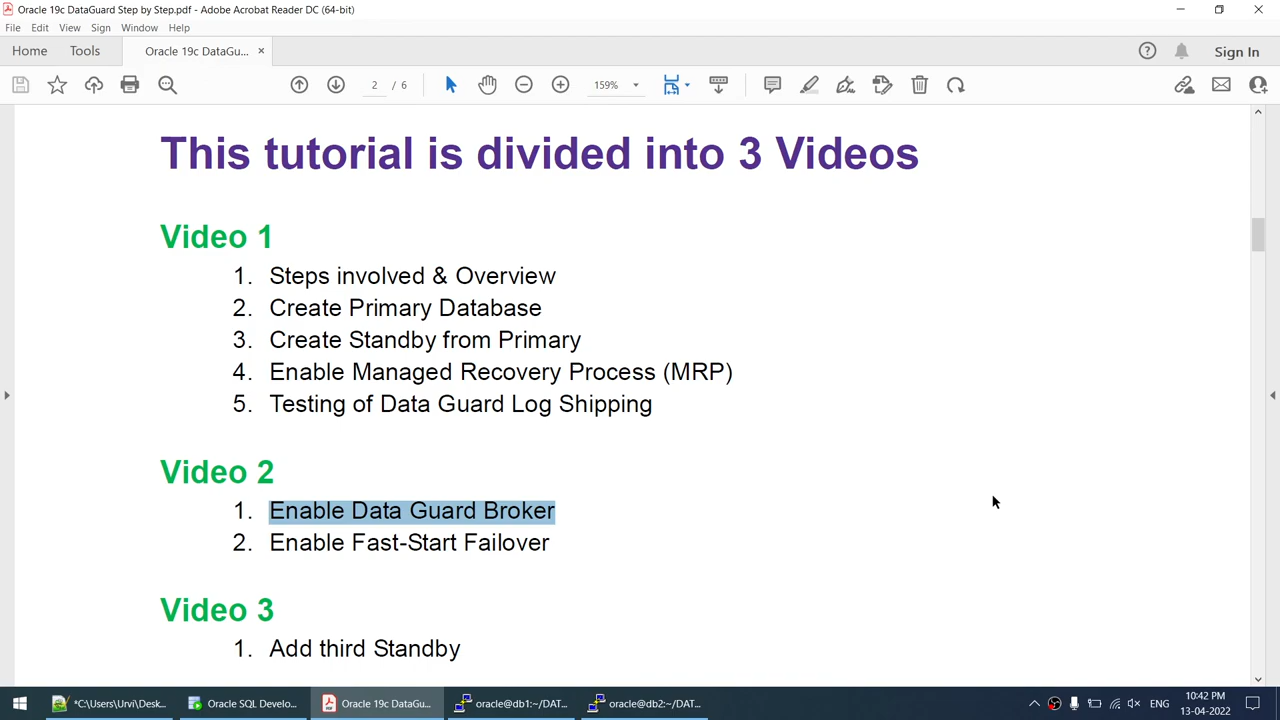 Oracle 19c DataGuard Step by Step.pdf - Adobe Acrobat Reader DC (64-bit)
File Edit View Sign Window Help
Home Tools Oracle 19c DataGu... × Sign In
2 / 6 159%
This tutorial is divided into 3 Videos
Video 1
1. Steps involved & Overview
2. Create Primary Database
3. Create Standby from Primary
4. Enable Managed Recovery Process (MRP)
5. Testing of Data Guard Log Shipping
Video 2
1. Enable Data Guard Broker
2. Enable Fast-Start Failover
Video 3
1. Add third Standby
*C:\Users\Urvi\Desk... Oracle SQL Develo... Oracle 19c DataGu... oracle@db1:~/DAT... oracle@db2:~/DAT... ENG 10:42 PM
13-04-2022